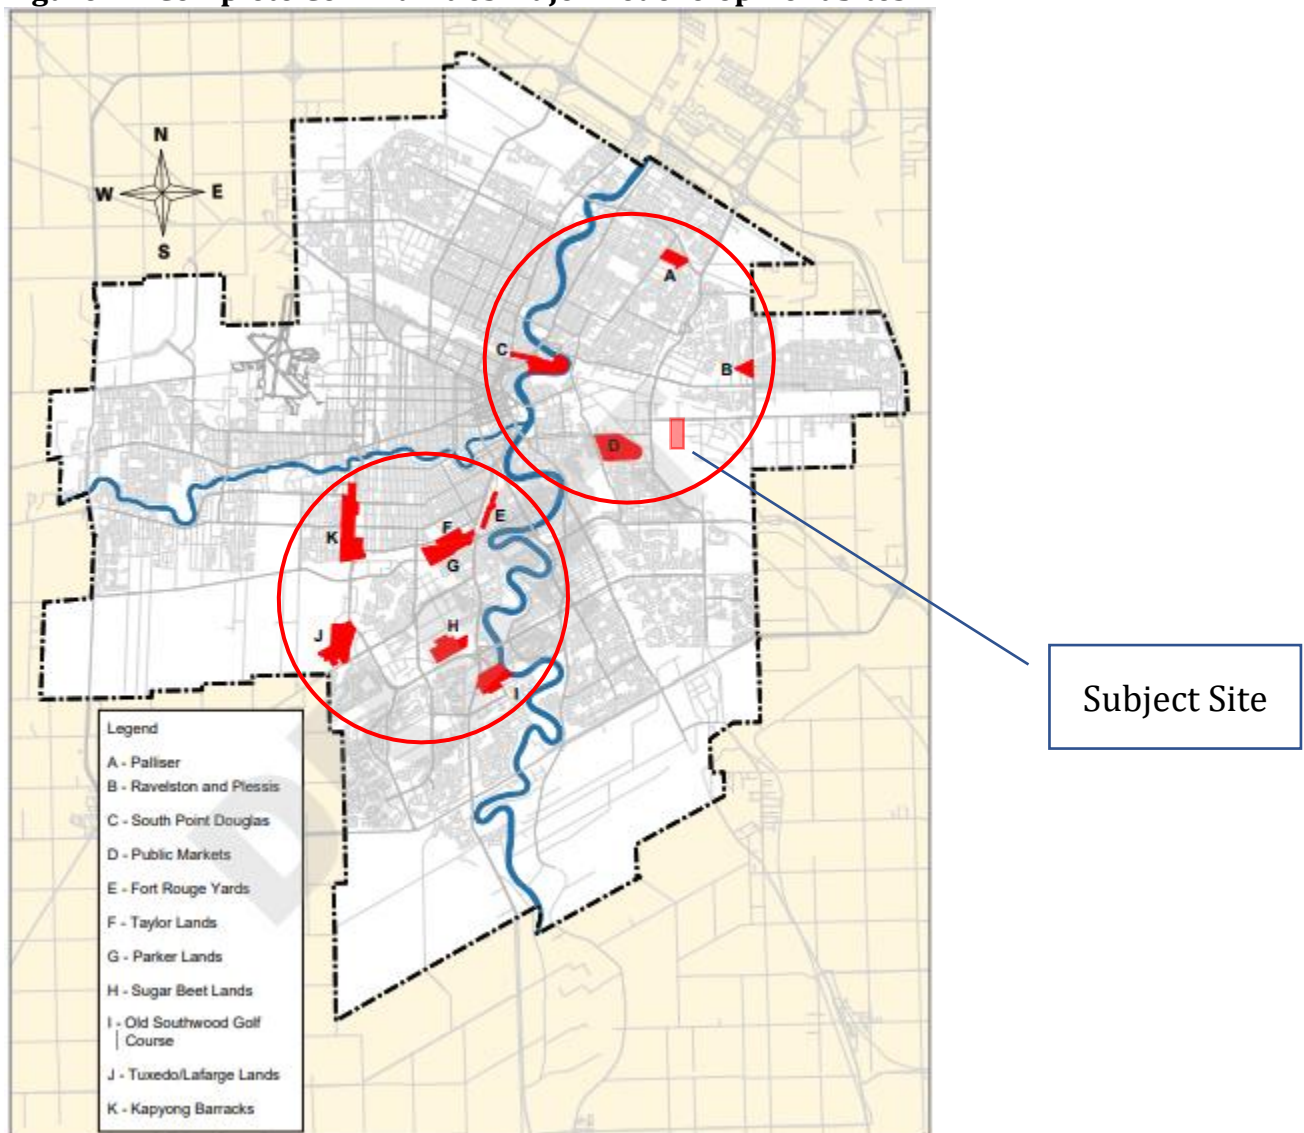 N
W
E
S
A
C
B
D
E
F
K
G
H
J
I
Subject Site
Legend
A - Palliser
B - Ravelston and Plessis
C - South Point Douglas
D - Public Markets
E - Fort Rouge Yards
F - Taylor Lands
G - Parker Lands
H - Sugar Beet Lands
I - Old Southwood Golf
Course
J - Tuxedo/Lafarge Lands
K - Kapyong Barracks